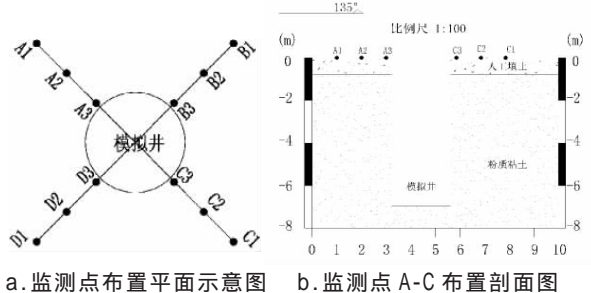 135°
比例尺 1:100
(m)
(m)
A1
A2
A3
B1
B2
B3
模拟井
D3
D2
D1
C3
C2
C1
0
-2
-4
-6
-8
A1
A2
A3
C3
C2
C1
人工填土
粉质粘土
模拟井
0
-2
-4
-6
-8
0 1 2 3 4 5 6 7 8 9 10
a.监测点布置平面示意图
b.监测点 A-C 布置剖面图